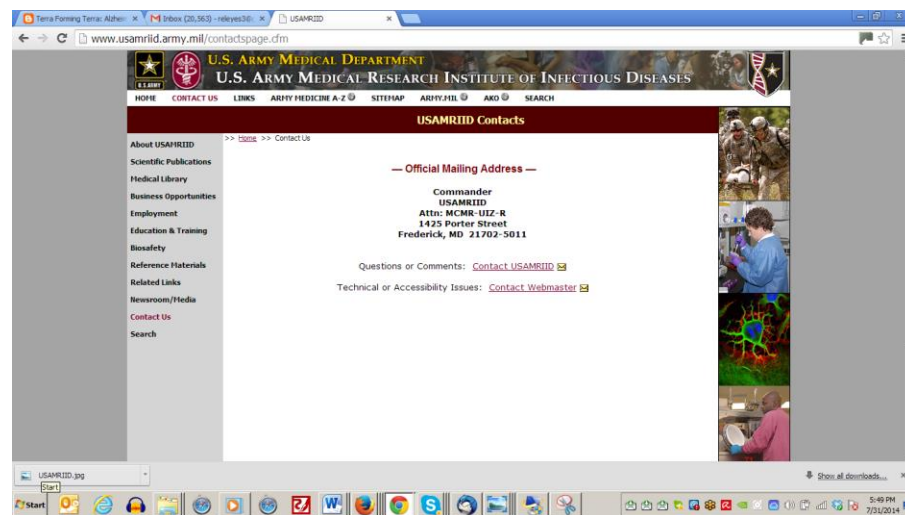 Terra Forming Terra: Alzhei
Inbox (20,563) - releyes3@
USAMRIID
www.usamriid.army.mil/contactspage.cfm
U.S. ARMY MEDICAL DEPARTMENT
U.S. ARMY MEDICAL RESEARCH INSTITUTE OF INFECTIOUS DISEASES
U.S. ARMY
HOME CONTACT US LINKS ARMY MEDICINE A-Z SITEMAP ARMY.MIL AKO SEARCH
USAMRIID Contacts
>> Home >> Contact Us
About USAMRIID
Scientific Publications
Medical Library
Business Opportunities
Employment
Education & Training
Biosafety
Reference Materials
Related Links
Newsroom/Media
Contact Us
Search
— Official Mailing Address —
Commander
USAMRIID
Attn: MCMR-UIZ-R
1425 Porter Street
Frederick, MD 21702-5011
Questions or Comments: Contact USAMRIID
Technical or Accessibility Issues: Contact Webmaster
USAMRIID.jpg
Show all downloads...
Start
Start
5:49 PM
7/31/2014